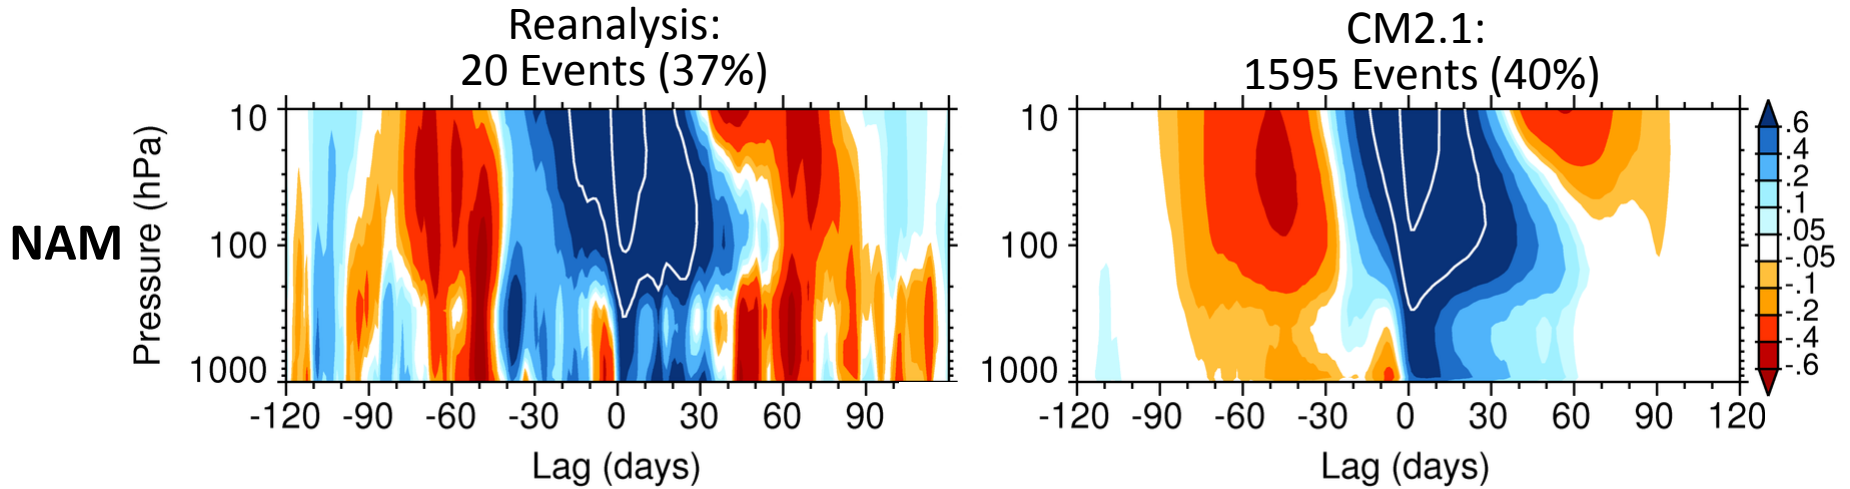 Reanalysis:
20 Events (37%)
CM2.1:
1595 Events (40%)
NAM
Pressure (hPa)
10
100
1000
-120 -90 -60 -30 0 30 60 90
Lag (days)
10
100
1000
-120 -90 -60 -30 0 30 60 90 120
Lag (days)
.6
.4
.2
.1
.05
-.05
-.1
-.2
-.4
-.6